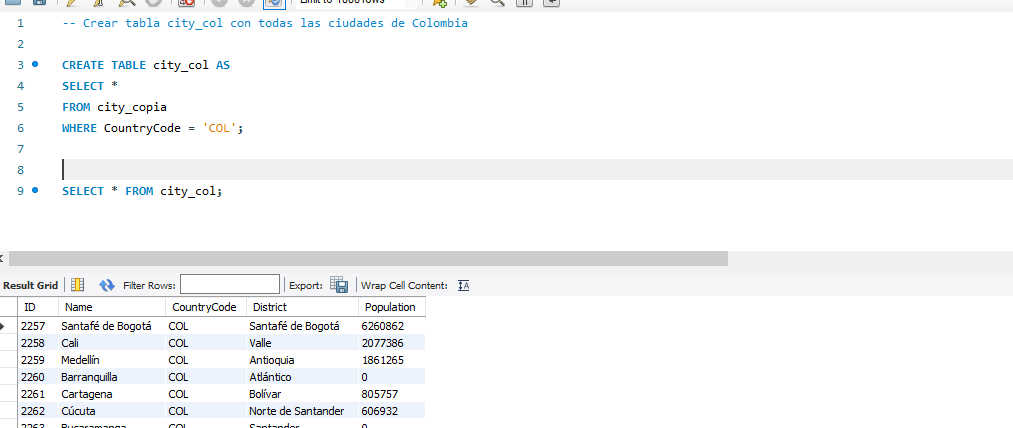 1 -- Crear tabla city_col con todas las ciudades de Colombia
2
3 CREATE TABLE city_col AS
4 SELECT *
5 FROM city_copia
6 WHERE CountryCode = 'COL';
7
8
9 SELECT * FROM city_col;
Result Grid Filter Rows: Export: Wrap Cell Content:
ID Name CountryCode District Population
2257 Santafé de Bogotá COL Santafé de Bogotá 6260862
2258 Cali COL Valle 2077386
2259 Medellín COL Antioquia 1861265
2260 Barranquilla COL Atlántico 0
2261 Cartagena COL Bolívar 805757
2262 Cúcuta COL Norte de Santander 606932
2263 Bucaramanga COL Santander 0